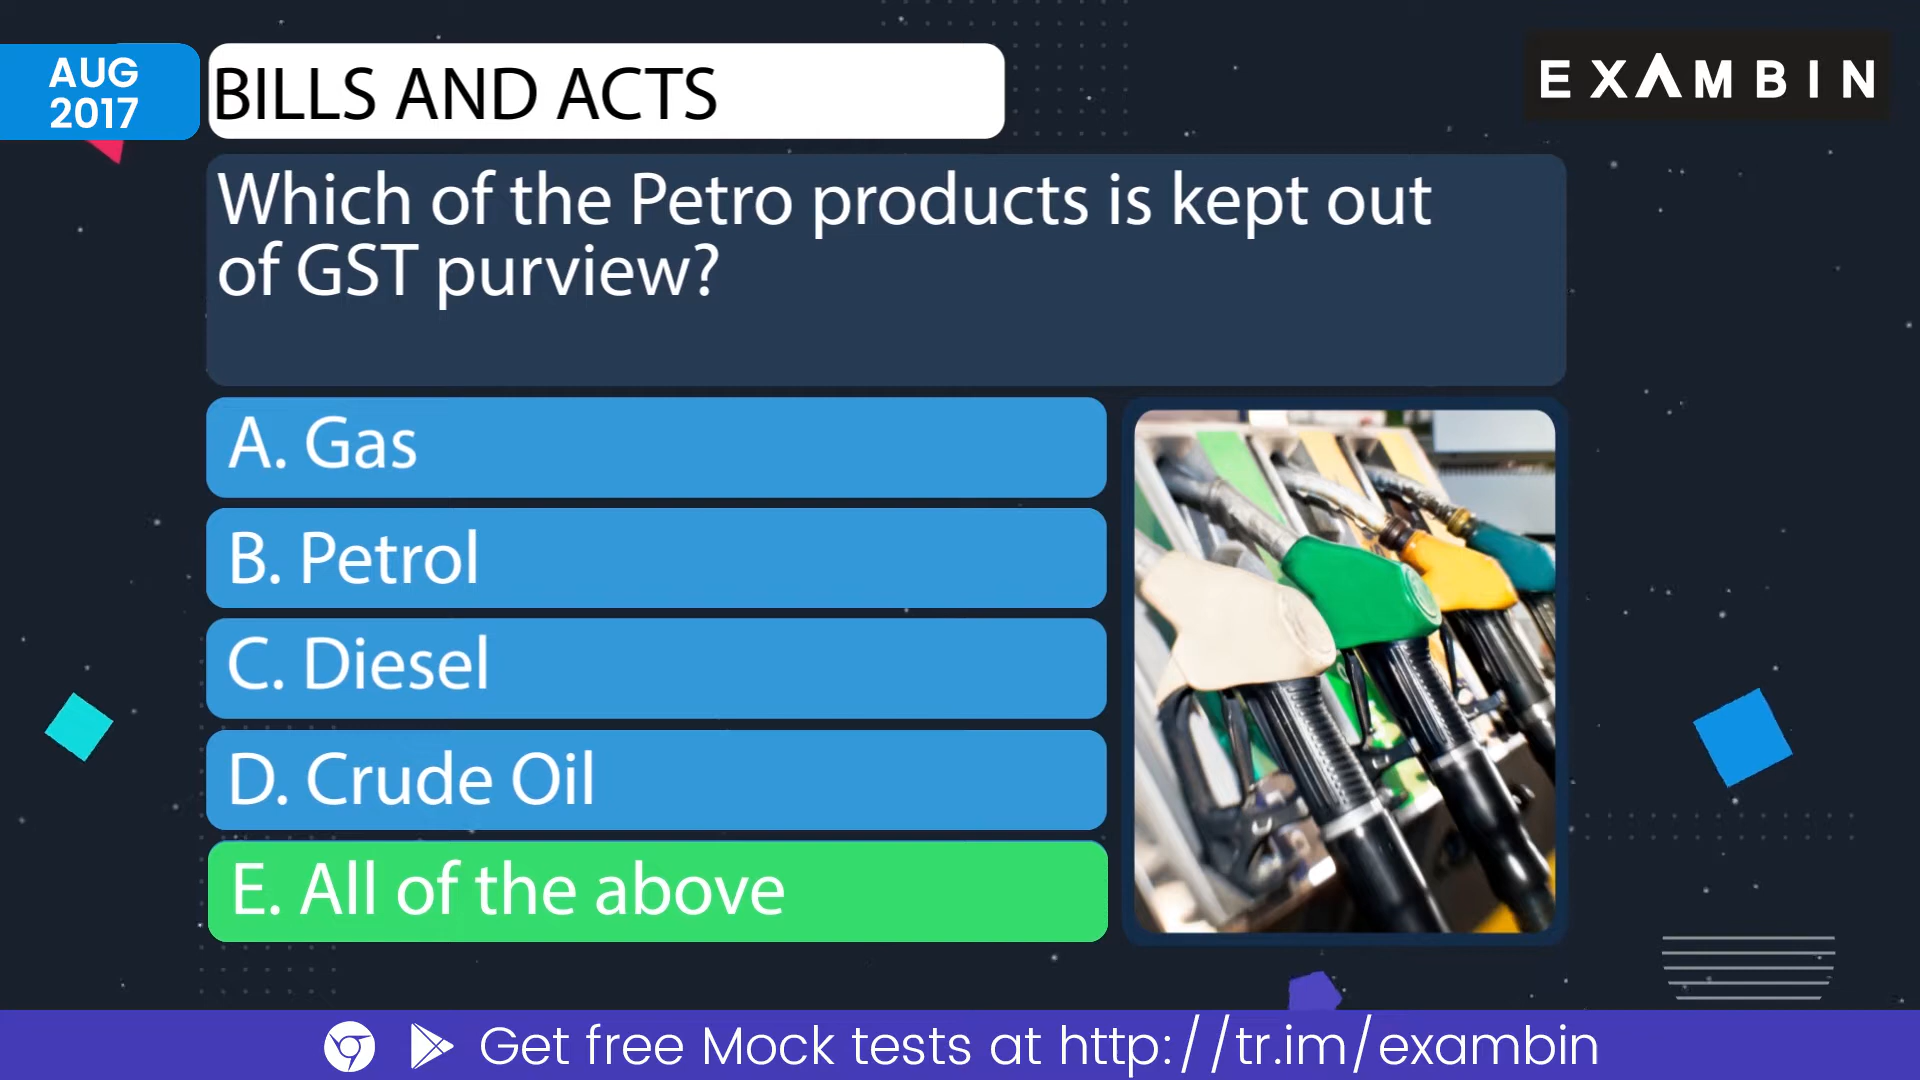 AUG
2017
BILLS AND ACTS
EXAMBIN
Which of the Petro products is kept out
of GST purview?
A. Gas
B. Petrol
C. Diesel
D. Crude Oil
E. All of the above
Get free Mock tests at http://tr.im/exambin